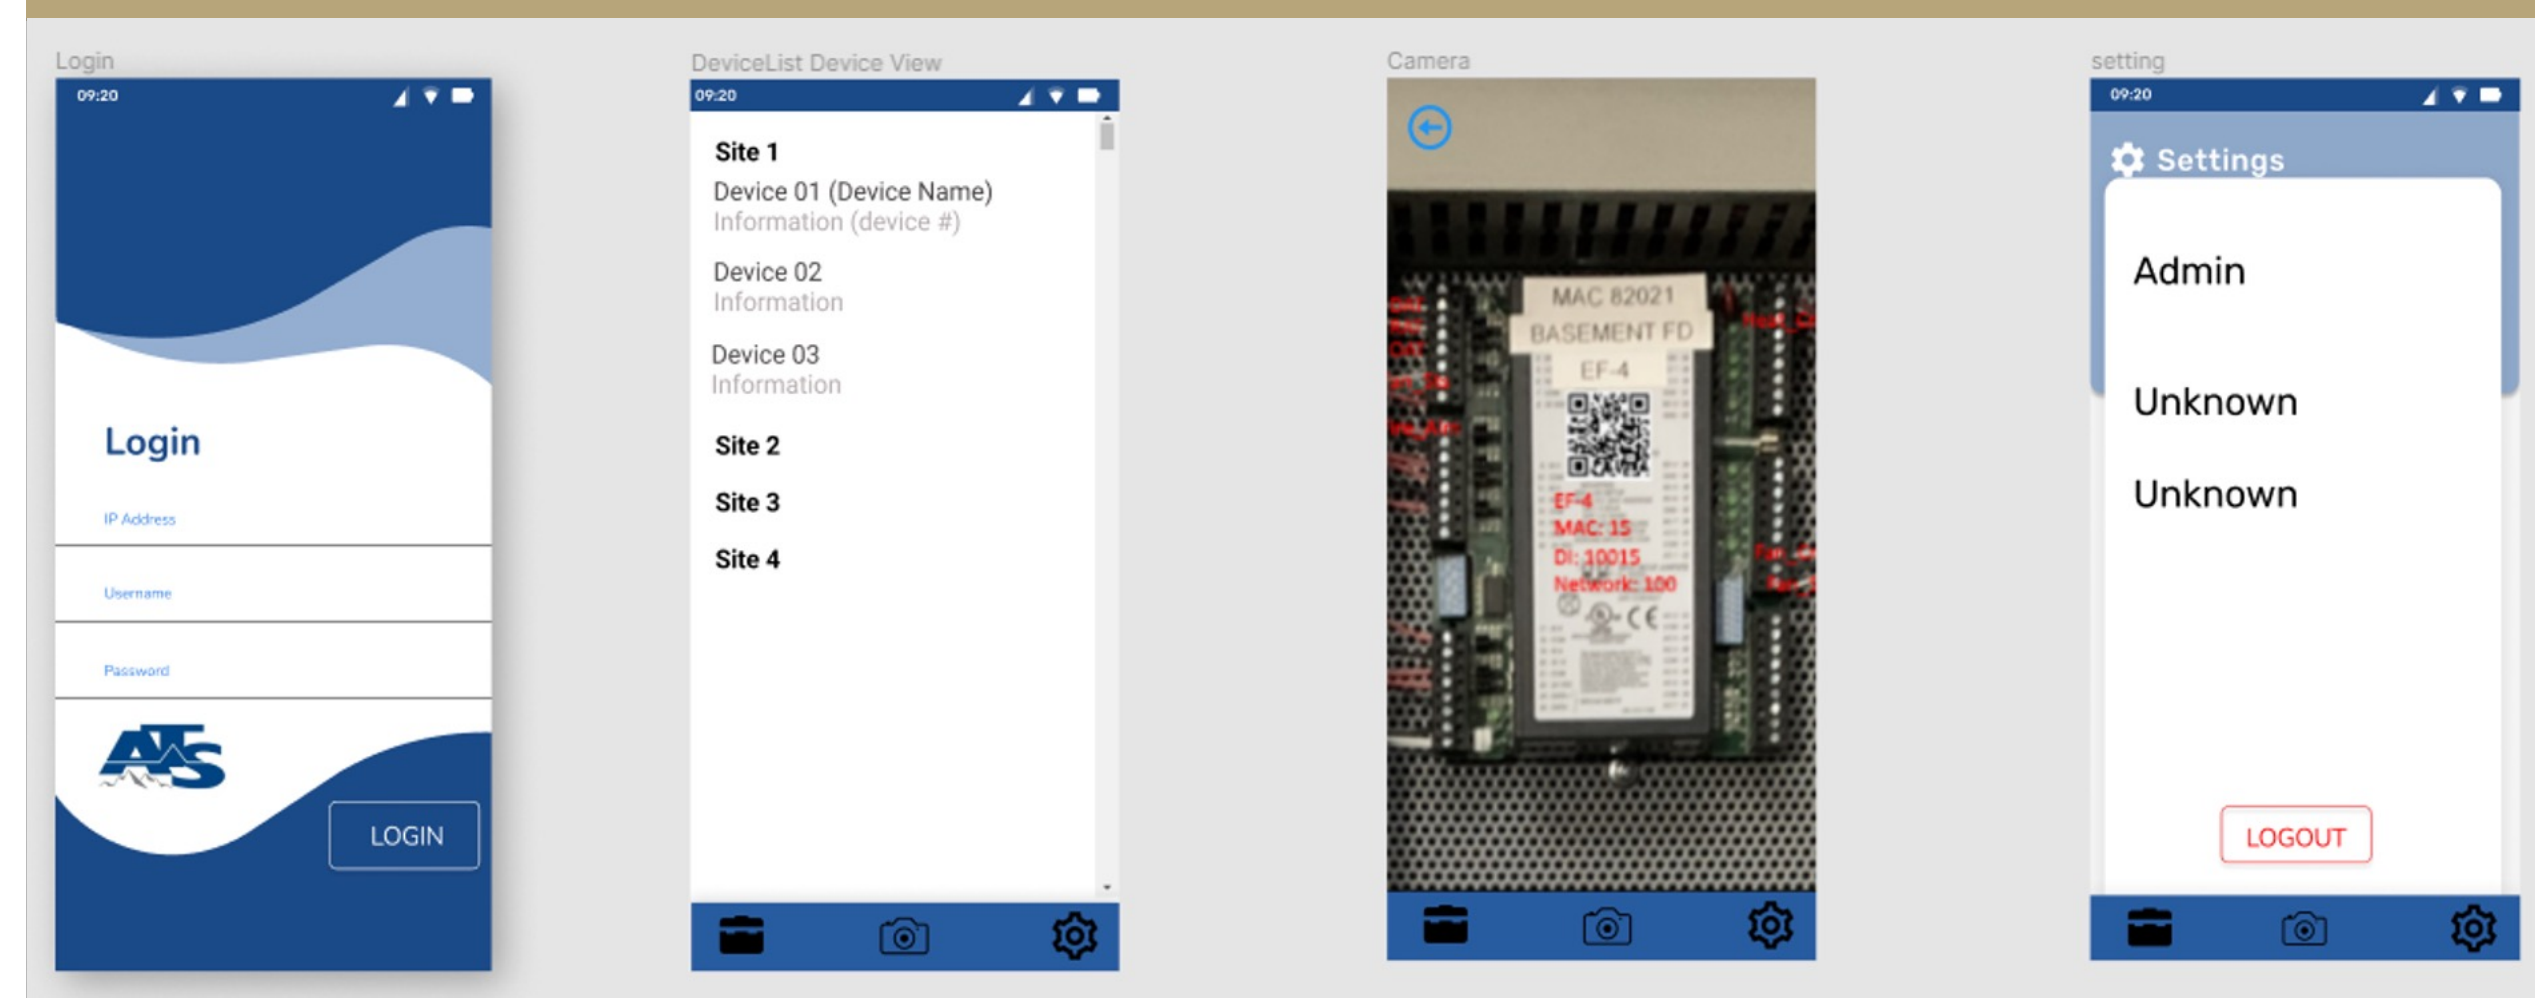 Login
09:20
Login
IP Address
Username
Password
ATS
LOGIN
DeviceList Device View
09:20
Site 1
Device 01 (Device Name)
Information (device #)
Device 02
Information
Device 03
Information
Site 2
Site 3
Site 4
Camera
MAC 82021
BASEMENT FD
EF-4
EF-4
MAC: 15
DI: 10015
Network: 100
CE
setting
09:20
Settings
Admin
Unknown
Unknown
LOGOUT